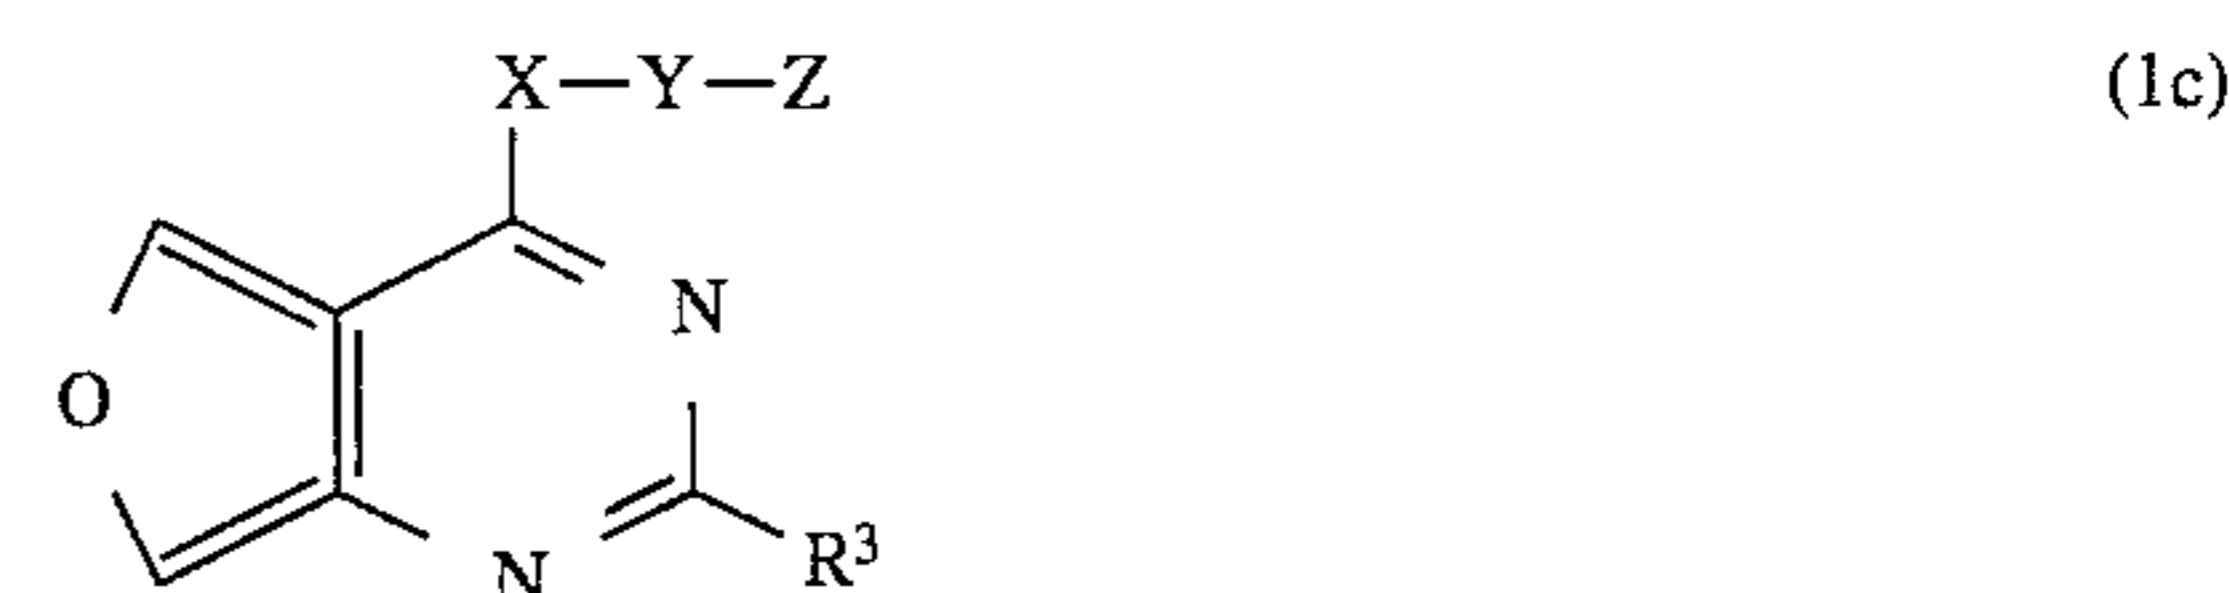 X—Y—Z (1c)
N
O
N R³